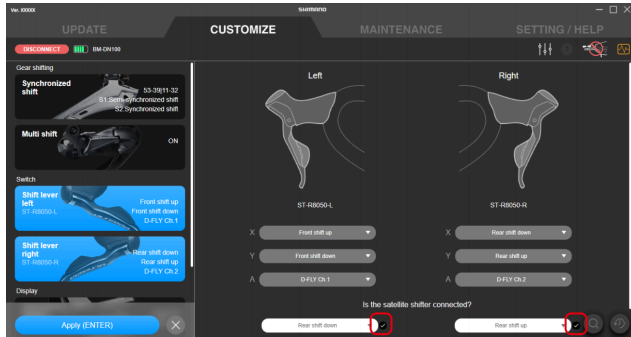 Ver. XXXXX
SHIMANO
UPDATE
CUSTOMIZE
MAINTENANCE
SETTING / HELP
DISCONNECT
BM-DN100
Gear shifting
Synchronized shift
53-39|11-32
S1:Semi-synchronized shift
S2:Synchronized shift
Multi shift
ON
Switch
Shift lever left
ST-R8050-L
Front shift up
Front shift down
D-FLY Ch.1
Shift lever right
ST-R8050-R
Rear shift down
Rear shift up
D-FLY Ch.2
Display
Apply (ENTER)
Left
Right
ST-R8050-L
ST-R8050-R
X Front shift up
X Rear shift down
Y Front shift down
Y Rear shift up
A D-FLY Ch.1
A D-FLY Ch.2
Is the satellite shifter connected?
Rear shift down
Rear shift up